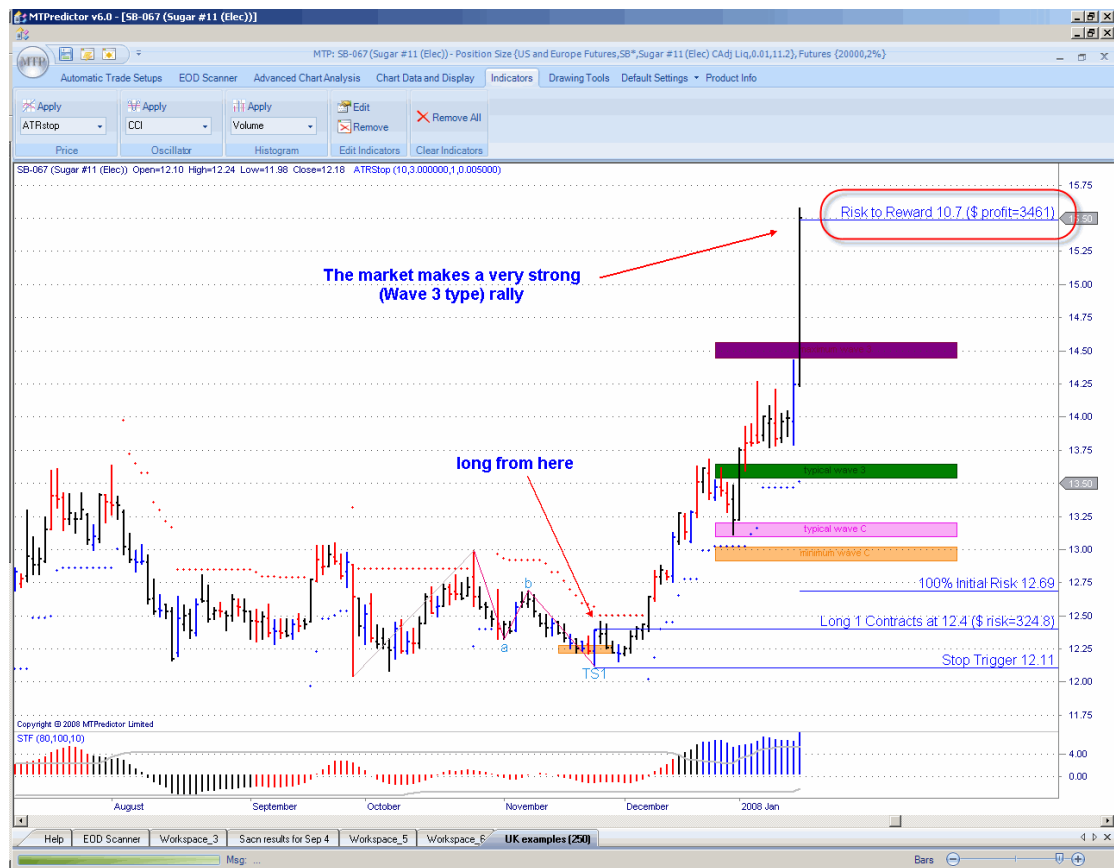 MTPredictor v6.0 - [SB-067 (Sugar #11 (Elec))]
MTP
MTP: SB-067 (Sugar #11 (Elec)) - Position Size {US and Europe Futures,SB*,Sugar #11 (Elec) CAdj Liq,0.01,11.2}, Futures {20000,2%}
Automatic Trade Setups EOD Scanner Advanced Chart Analysis Chart Data and Display Indicators Drawing Tools Default Settings Product Info
Apply Apply Apply Edit Remove All
ATRstop CCI Volume Remove
Price Oscillator Histogram Edit Indicators Clear Indicators
SB-067 (Sugar #11 (Elec)) Open=12.10 High=12.24 Low=11.98 Close=12.18 ATRStop (10,3.000000,1,0.005000)
15.75
Risk to Reward 10.7 ($ profit=3461)
15.50
The market makes a very strong
(Wave 3 type) rally
15.25
15.00
14.75
14.50
14.25
14.00
13.75
long from here
typical wave 3
13.50
13.25
typical wave C
13.00
minimum wave C
12.75
100% Initial Risk 12.69
b
12.50
Long 1 Contracts at 12.4 ($ risk=324.8)
a
12.25
Stop Trigger 12.11
TS1
12.00
11.75
Copyright © 2008 MTPredictor Limited
STF (80,100,10)
4.00
0.00
August September October November December 2008 Jan
Help EOD Scanner Workspace_3 Sacn results for Sep 4 Workspace_5 Workspace_6 UK examples (250)
Msg: ... Bars